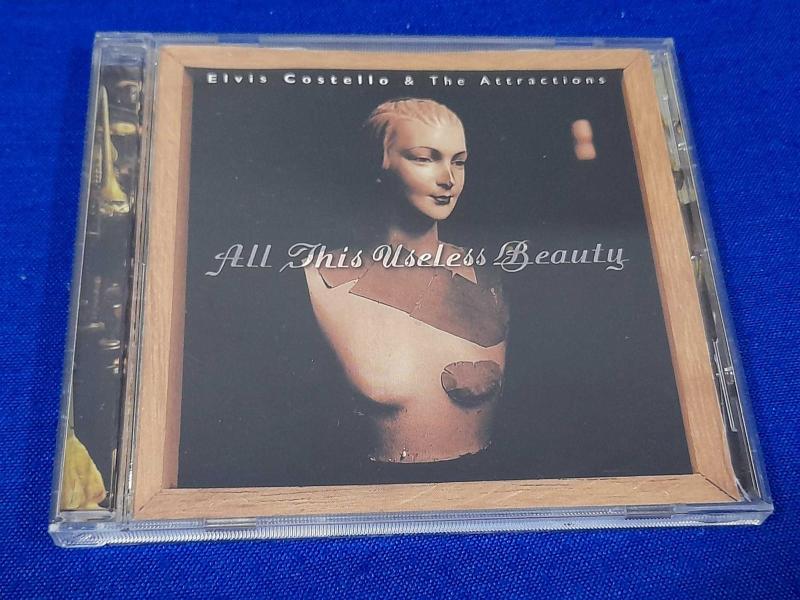 Elvis Costello & The Attractions
All This Useless Beauty